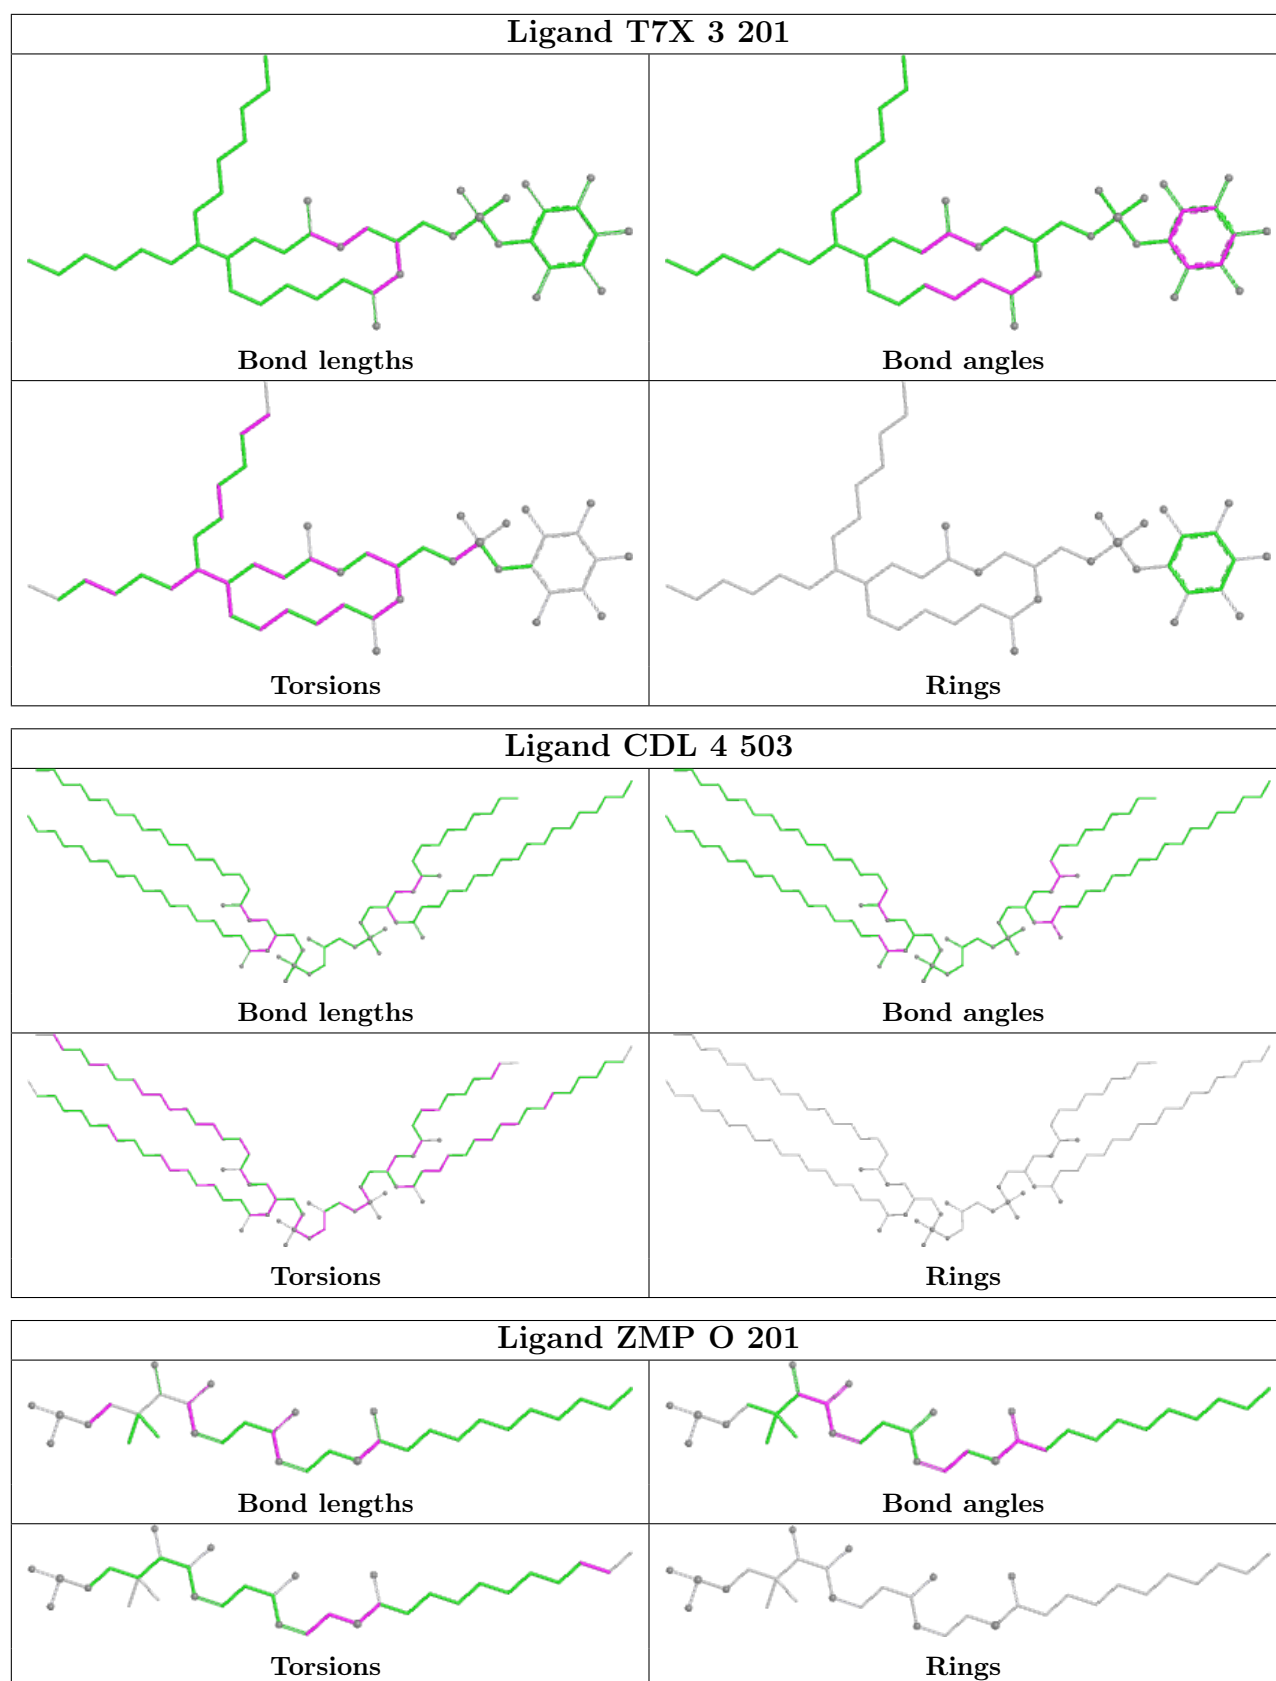 Ligand T7X 3 201
Bond lengths
Bond angles
Torsions
Rings
Ligand CDL 4 503
Bond lengths
Bond angles
Torsions
Rings
Ligand ZMP O 201
Bond lengths
Bond angles
Torsions
Rings